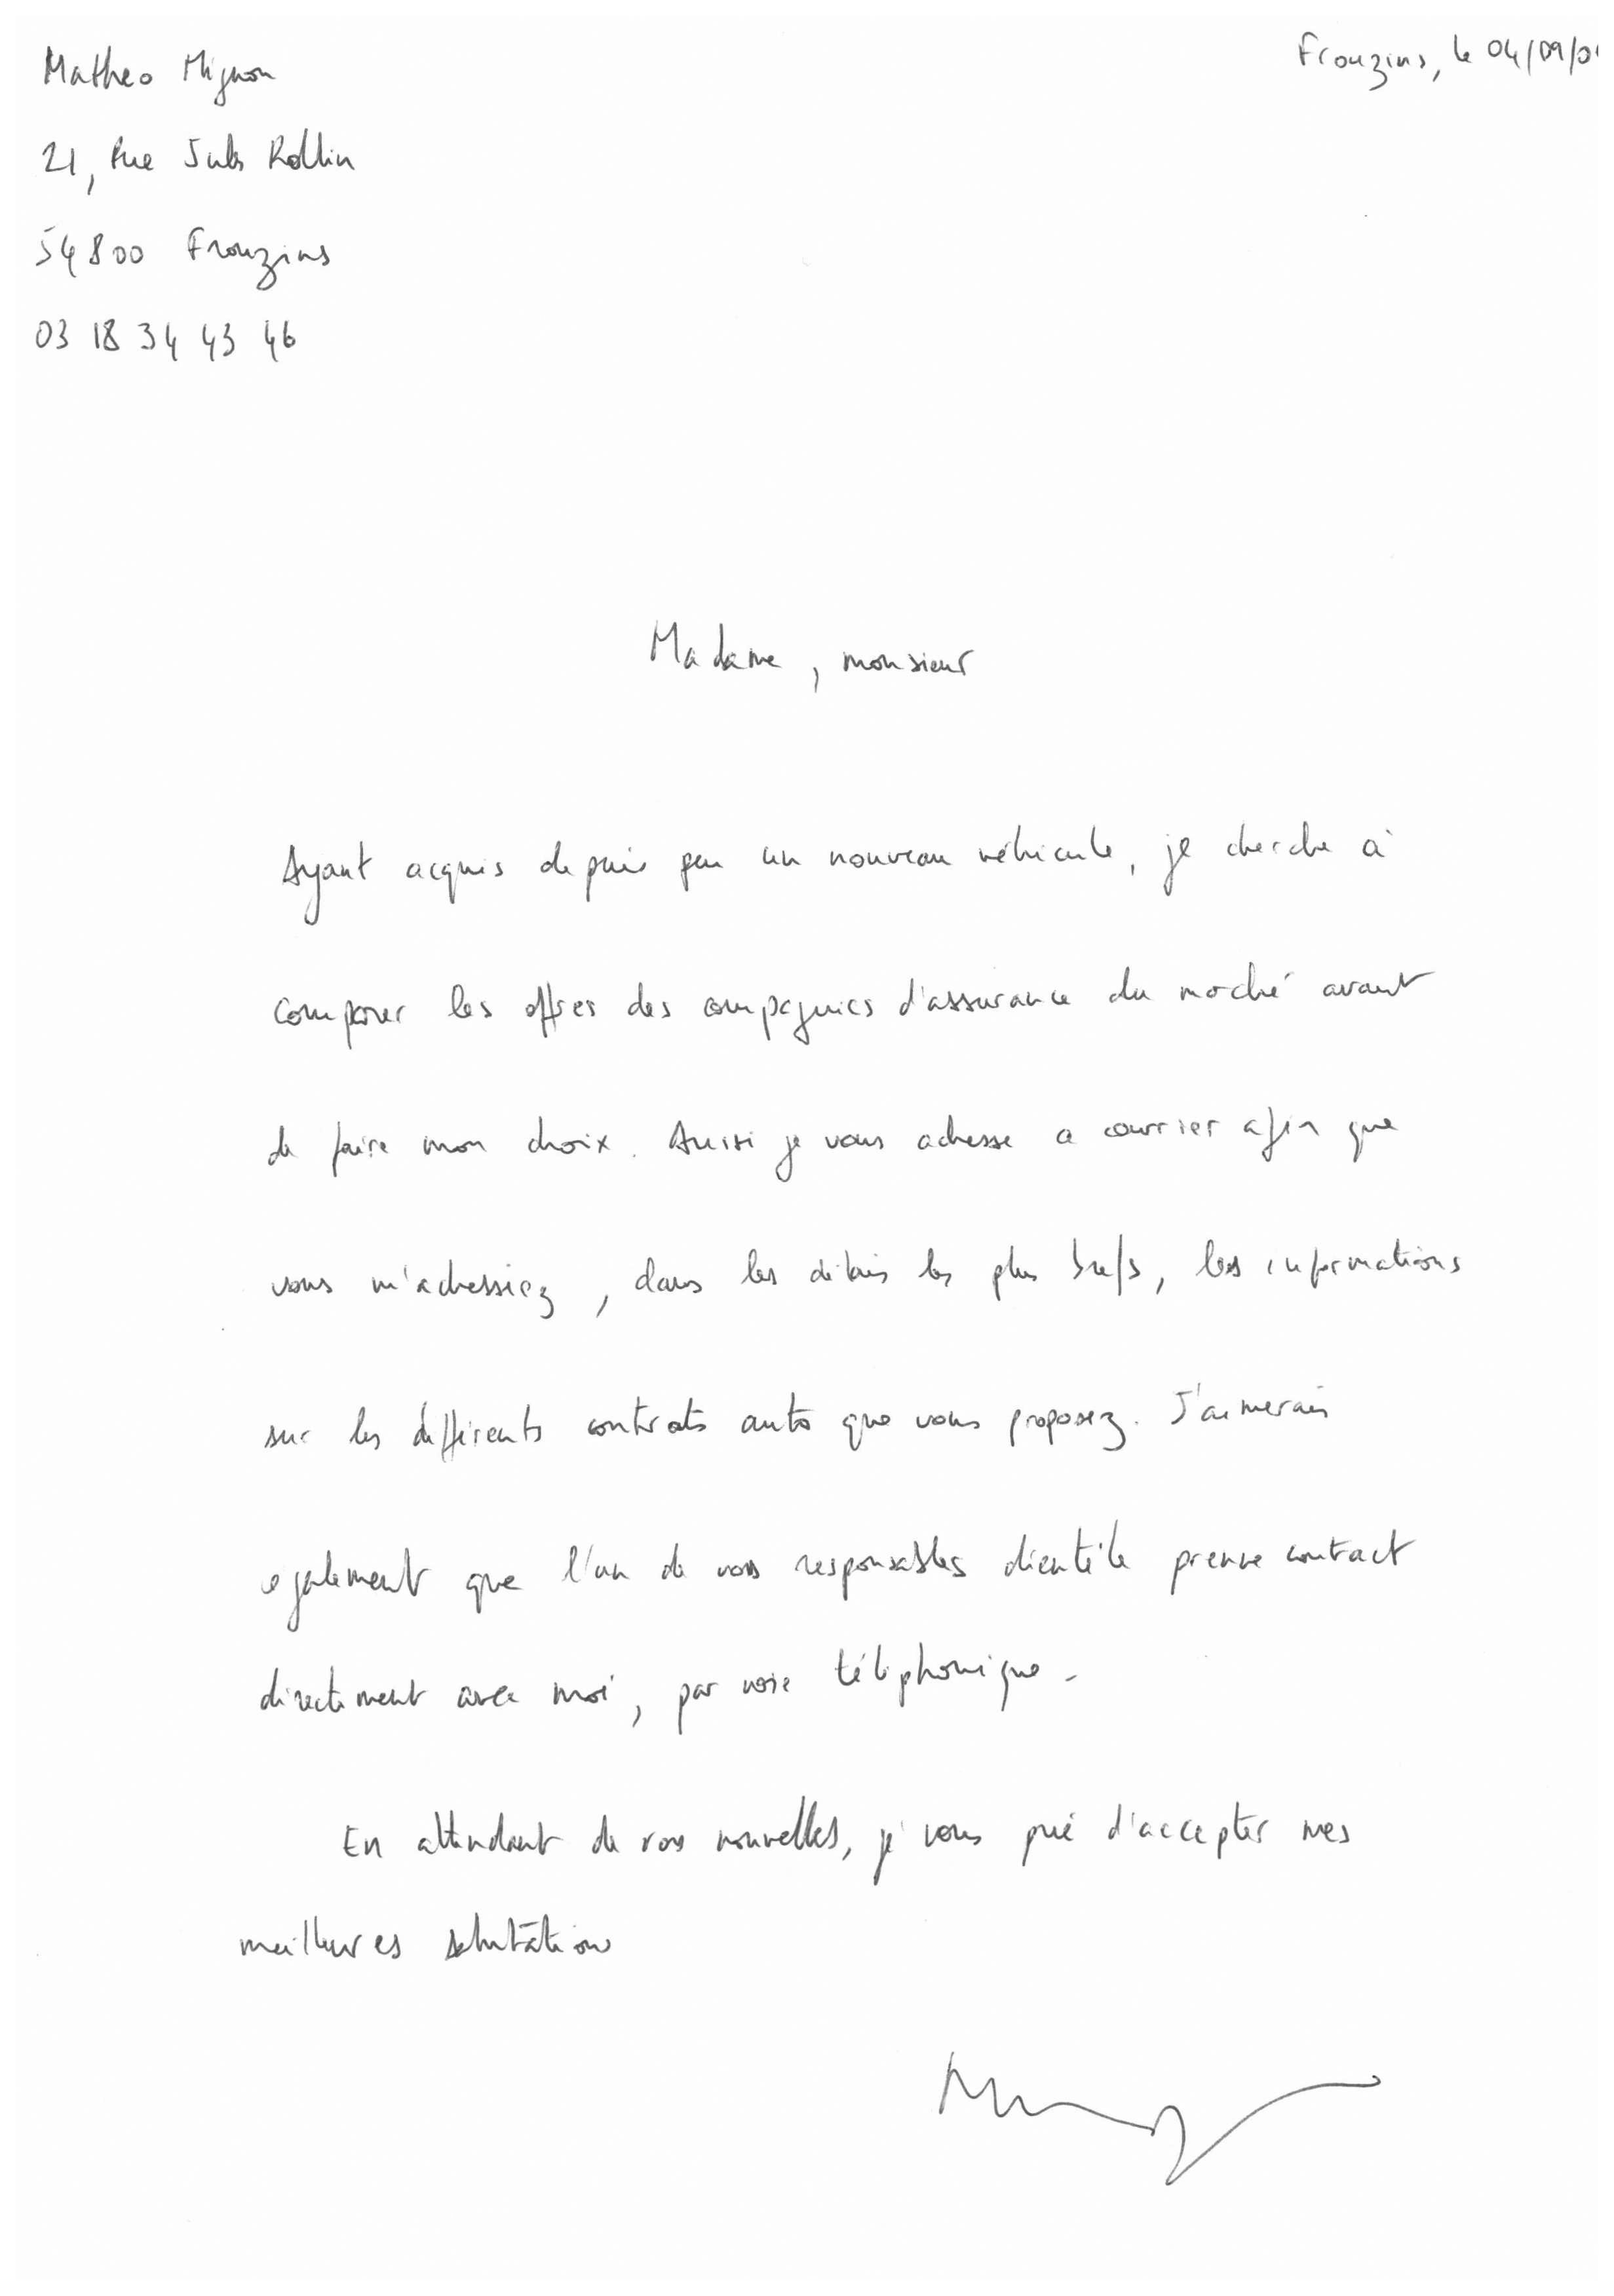 Matheo Mignon
Frouzins, le 04/09/0
21, Rue Jules Rollin
54800 Frouzins
03 18 34 43 46
Madame, monsieur
Ayant acquis depuis peu un nouveau véhicule, je cherche à
comparer les offres des compagnies d'assurance du marché avant
de faire mon choix. Aussi je vous adresse ce courrier afin que
vous m'adressiez, dans les délais les plus brefs, les informations
sur les différents contrats auto que vous proposez. J'aimerais
egalement que l'un de vos responsables clientèle prenne contact
directement avec moi, par voie téléphonique.
En attendant de vos nouvelles, je vous prie d'accepter mes
meilleures salutations